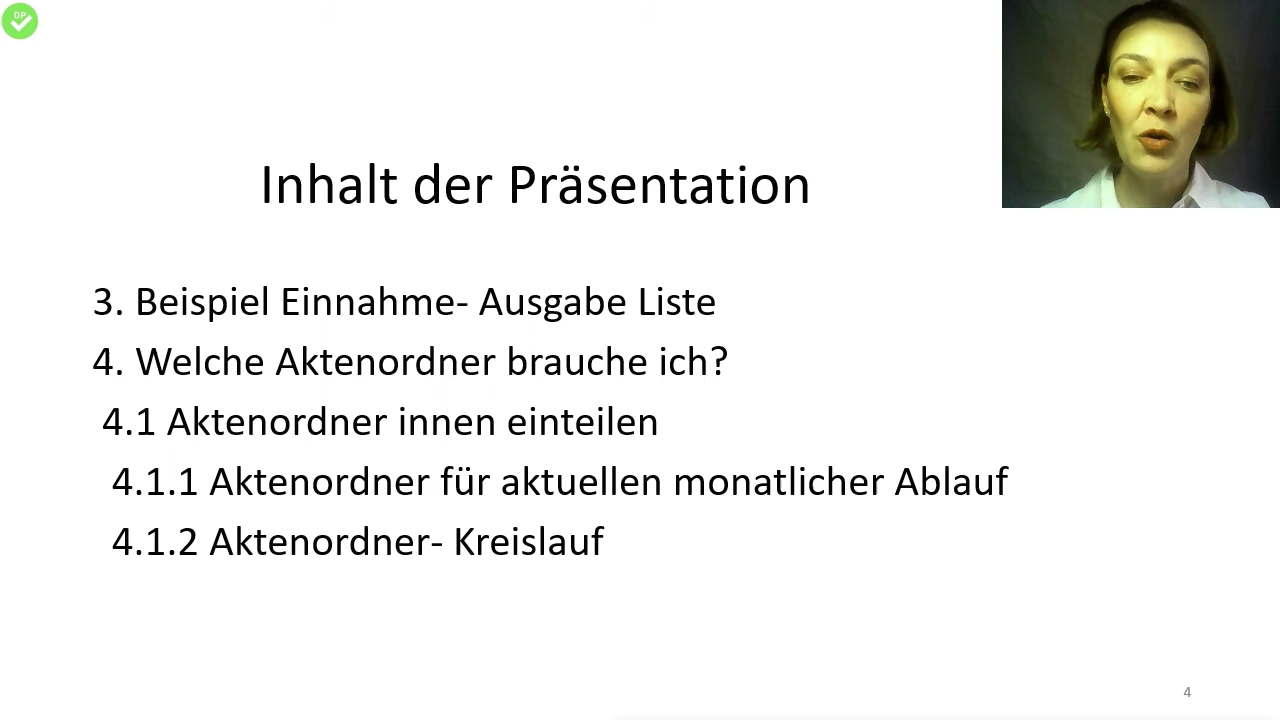 DP
Inhalt der Präsentation
3. Beispiel Einnahme- Ausgabe Liste
4. Welche Aktenordner brauche ich?
4.1 Aktenordner innen einteilen
4.1.1 Aktenordner für aktuellen monatlicher Ablauf
4.1.2 Aktenordner- Kreislauf
4